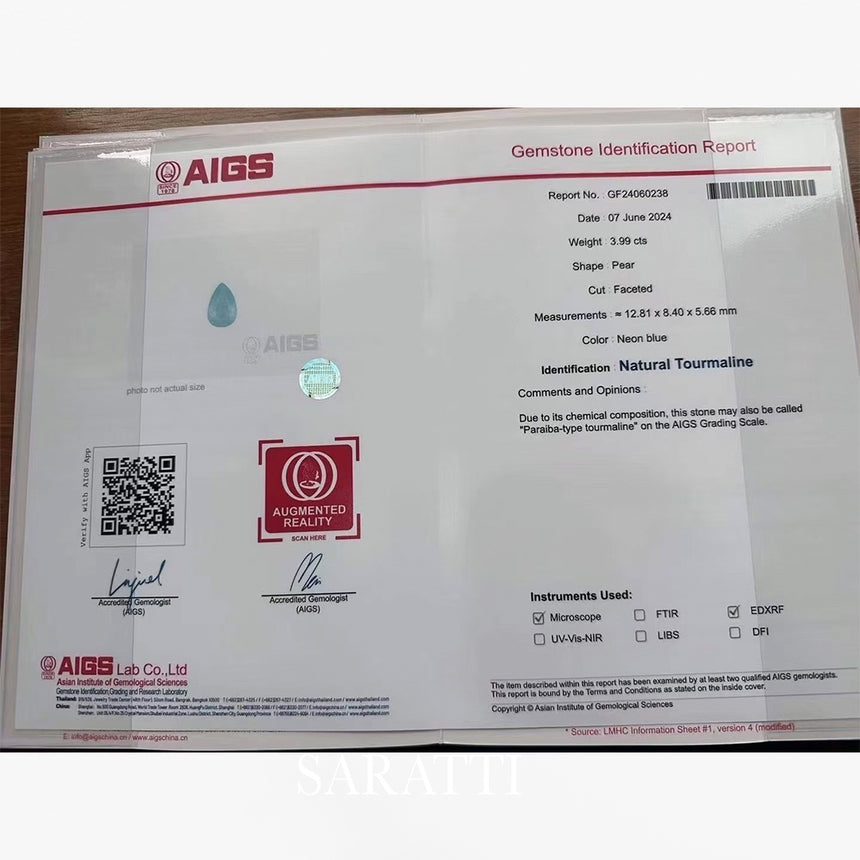 SINCE
1978
AIGS
AIGS
photo not actual size
Verify with AIGS App
AUGMENTED
REALITY
SCAN HERE
Accredited Gemologist
(AIGS)
Accredited Gemologist
(AIGS)
AIGS Lab Co.,Ltd
Asian Institute of Gemological Sciences
Gemstone Identification,Grading and Research Laboratory
E: info@aigschina.cn / www.aigschina.cn
Gemstone Identification Report
Report No. : GF24060238
Date : 07 June 2024
Weight : 3.99 cts
Shape : Pear
Cut : Faceted
Measurements : ≈ 12.81 x 8.40 x 5.66 mm
Color : Neon blue
Identification : Natural Tourmaline
Comments and Opinions :
Due to its chemical composition, this stone may also be called
"Paraiba-type tourmaline" on the AIGS Grading Scale.
Instruments Used:
Microscope FTIR EDXRF
UV-Vis-NIR LIBS DFI
The item described within this report has been examined by at least two qualified AIGS gemologists.
This report is bound by the Terms and Conditions as stated on the inside cover.
Copyright © Asian Institute of Gemological Sciences
* Source: LMHC Information Sheet #1, version 4 (modified)
SARATTI